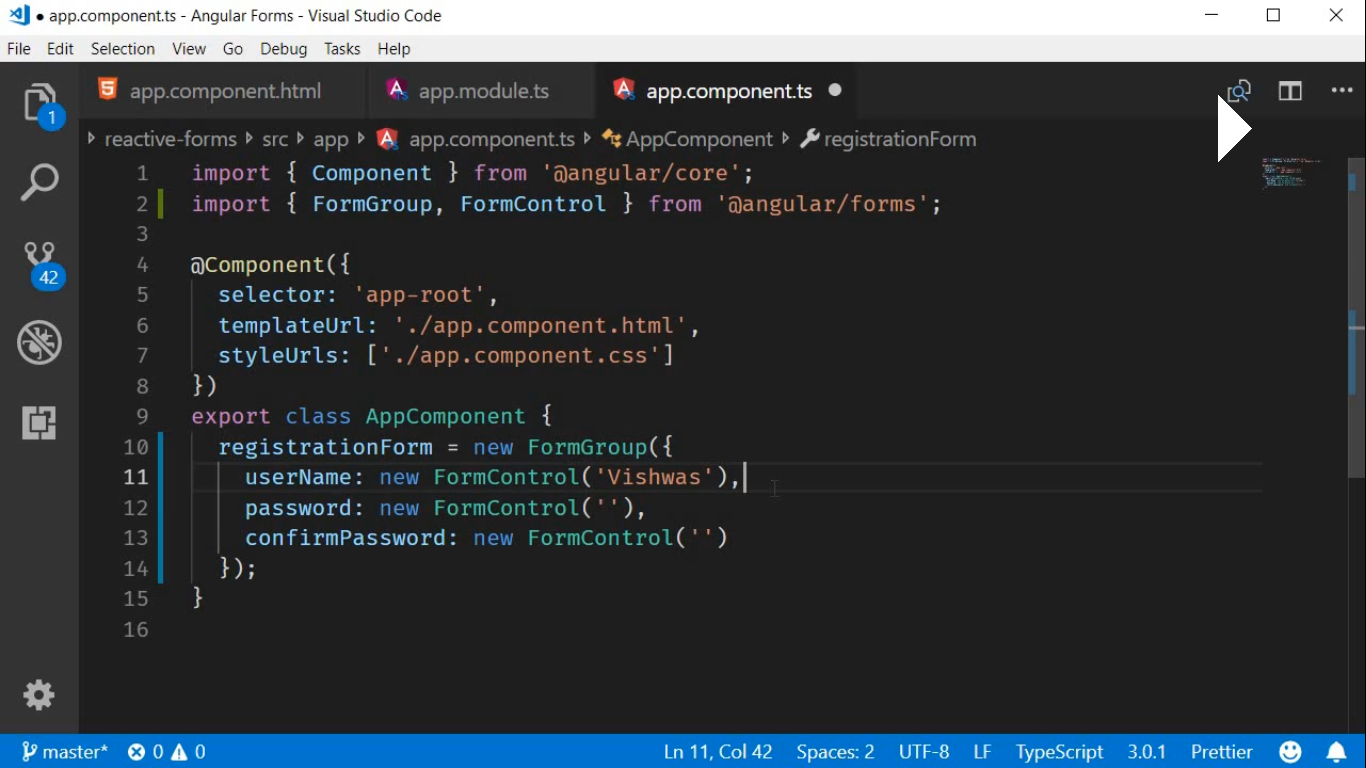 app.component.ts - Angular Forms - Visual Studio Code
File Edit Selection View Go Debug Tasks Help
app.component.html app.module.ts app.component.ts
1
reactive-forms src app app.component.ts AppComponent registrationForm
1 import { Component } from '@angular/core';
2 import { FormGroup, FormControl } from '@angular/forms';
3
4 @Component({
42
5 selector: 'app-root',
6 templateUrl: './app.component.html',
7 styleUrls: ['./app.component.css']
8 })
9 export class AppComponent {
10 registrationForm = new FormGroup({
11 userName: new FormControl('Vishwas'),
12 password: new FormControl(''),
13 confirmPassword: new FormControl('')
14 });
15 }
16
master* 0 0 Ln 11, Col 42 Spaces: 2 UTF-8 LF TypeScript 3.0.1 Prettier